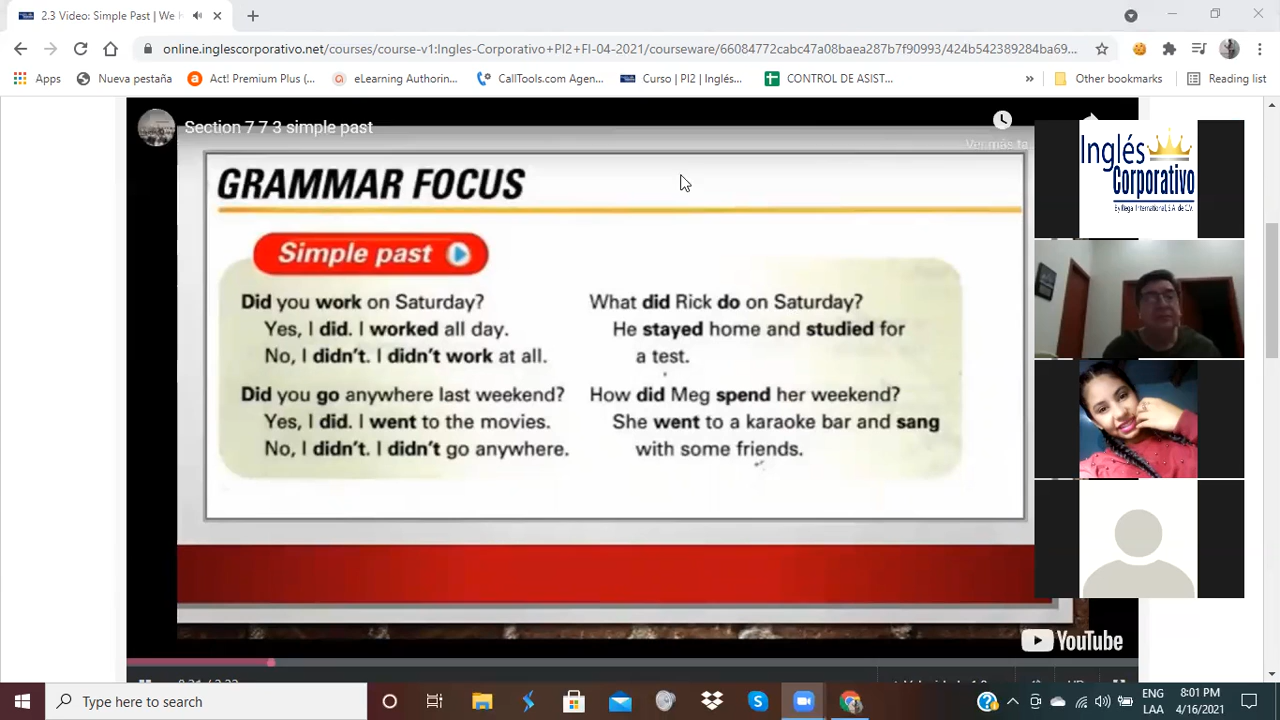 2.3 Video: Simple Past | We
online.inglescorporativo.net/courses/course-v1:Ingles-Corporativo+PI2+FI-04-2021/courseware/66084772cabc47a08baea287b7f90993/424b542389284ba69...
Apps
Nueva pestaña
Act! Premium Plus (...
eLearning Authorin...
CallTools.com Agen...
Curso | PI2 | Inglés...
CONTROL DE ASIST...
»
Other bookmarks
Reading list
Section 7 7 3 simple past
Ver más ta
GRAMMAR FOCUS
Simple past
Did you work on Saturday?
Yes, I did. I worked all day.
No, I didn't. I didn't work at all.
Did you go anywhere last weekend?
Yes, I did. I went to the movies.
No, I didn't. I didn't go anywhere.
What did Rick do on Saturday?
He stayed home and studied for
a test.
How did Meg spend her weekend?
She went to a karaoke bar and sang
with some friends.
Inglés
Corporativo
YouTube
Type here to search
ENG
LAA
8:01 PM
4/16/2021